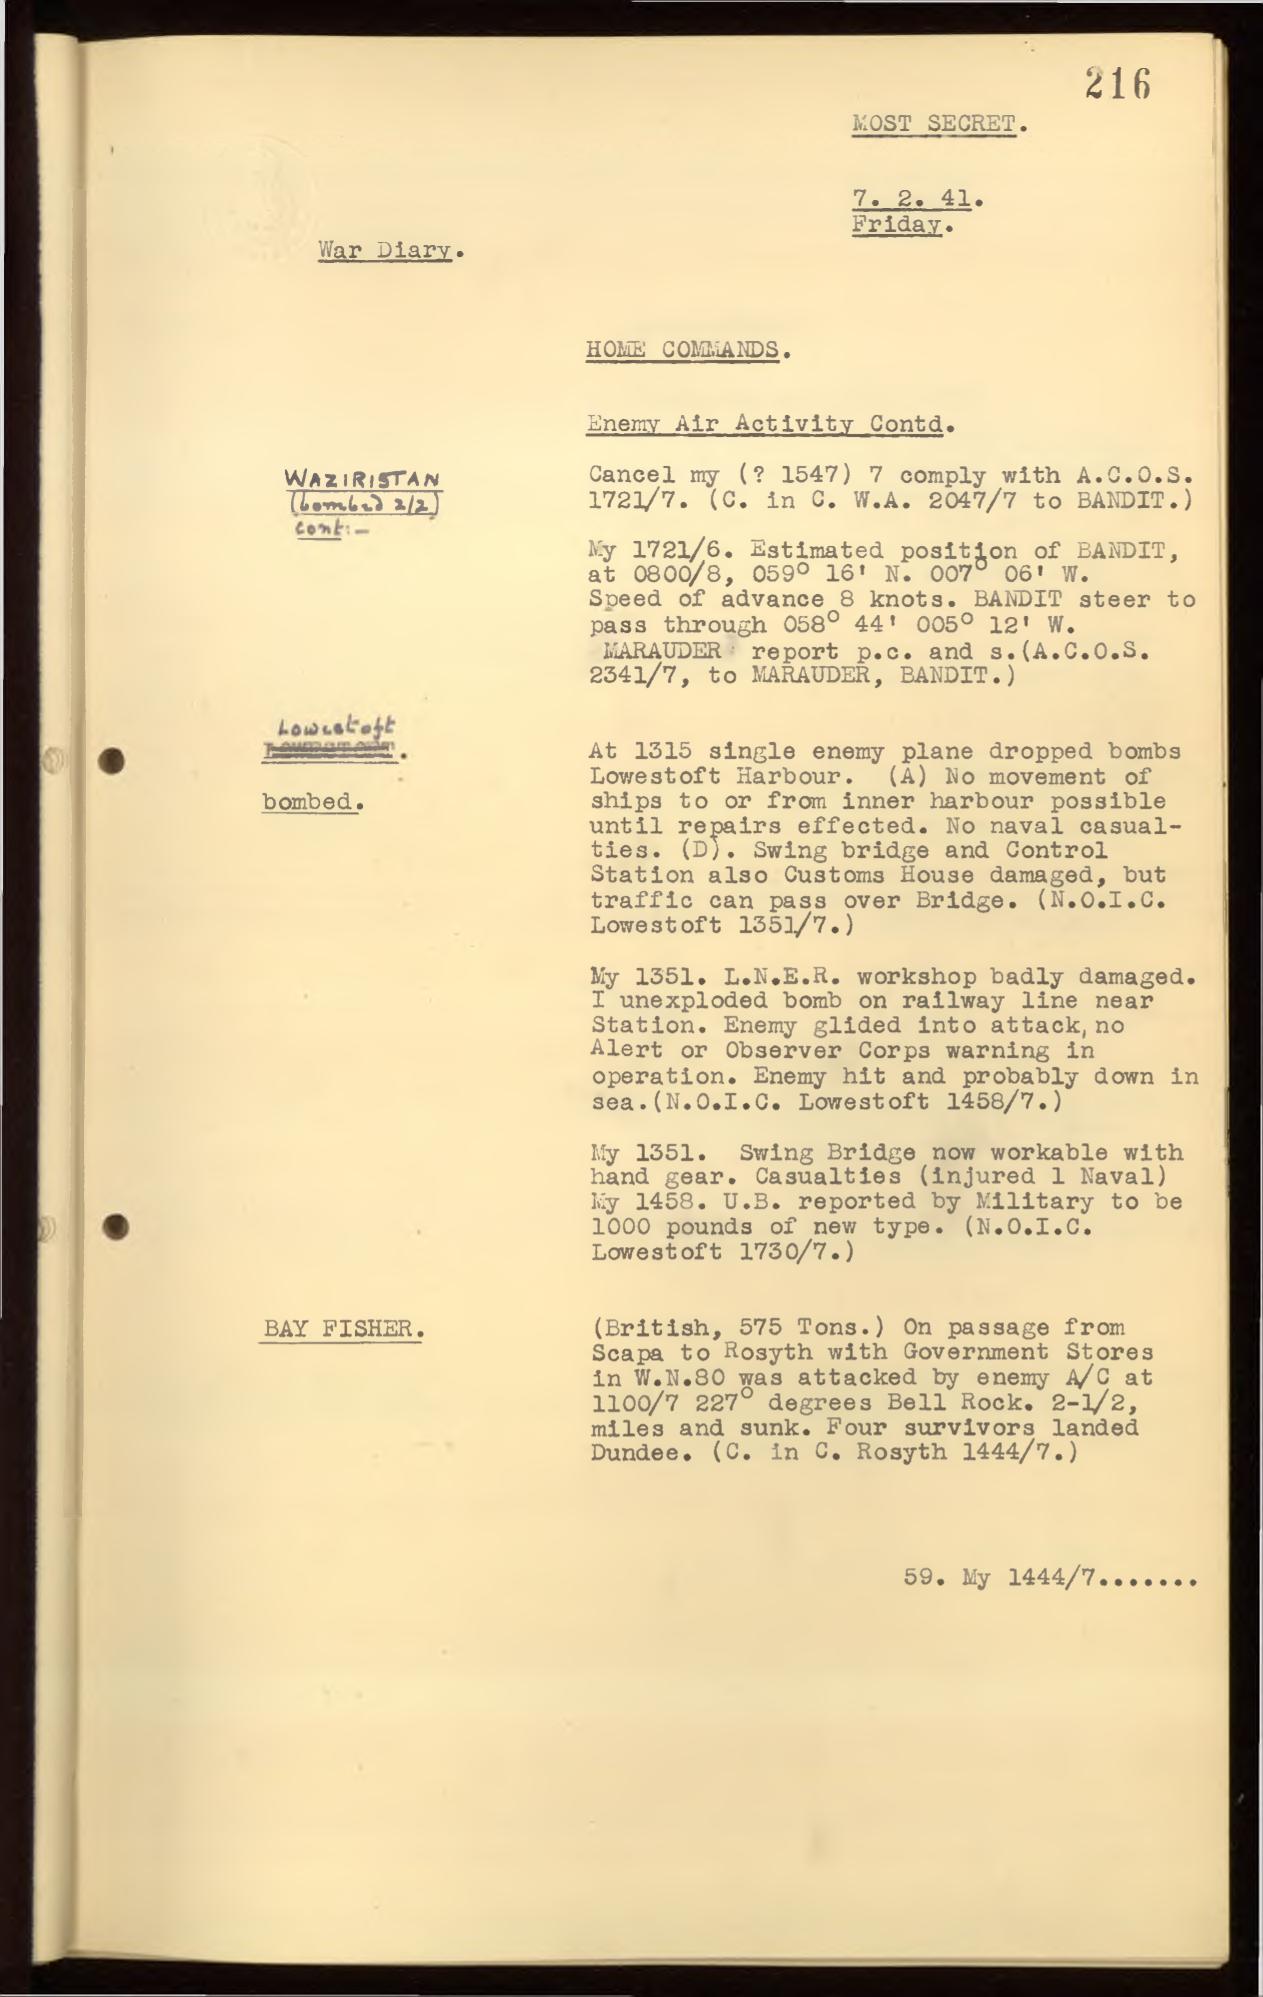 216
MOST SECRET.
7. 2. 41.
Friday.
War Diary.
HOME COMMANDS.
Enemy Air Activity Contd.
WAZIRISTAN
(bombed 2/2)
cont:-
Cancel my (? 1547) 7 comply with A.C.O.S.
1721/7. (C. in C. W.A. 2047/7 to BANDIT.)
My 1721/6. Estimated position of BANDIT,
at 0800/8, 059° 16' N. 007° 06' W.
Speed of advance 8 knots. BANDIT steer to
pass through 058° 44' 005° 12' W.
MARAUDER report p.c. and s.(A.C.O.S.
2341/7, to MARAUDER, BANDIT.)
Lowestoft
LOWESTOFT.
bombed.
At 1315 single enemy plane dropped bombs
Lowestoft Harbour. (A) No movement of
ships to or from inner harbour possible
until repairs effected. No naval casual-
ties. (D). Swing bridge and Control
Station also Customs House damaged, but
traffic can pass over Bridge. (N.O.I.C.
Lowestoft 1351/7.)
My 1351. L.N.E.R. workshop badly damaged.
I unexploded bomb on railway line near
Station. Enemy glided into attack, no
Alert or Observer Corps warning in
operation. Enemy hit and probably down in
sea.(N.O.I.C. Lowestoft 1458/7.)
My 1351. Swing Bridge now workable with
hand gear. Casualties (injured 1 Naval)
My 1458. U.B. reported by Military to be
1000 pounds of new type. (N.O.I.C.
Lowestoft 1730/7.)
BAY FISHER.
(British, 575 Tons.) On passage from
Scapa to Rosyth with Government Stores
in W.N.80 was attacked by enemy A/C at
1100/7 227° degrees Bell Rock. 2-1/2,
miles and sunk. Four survivors landed
Dundee. (C. in C. Rosyth 1444/7.)
59. My 1444/7.......